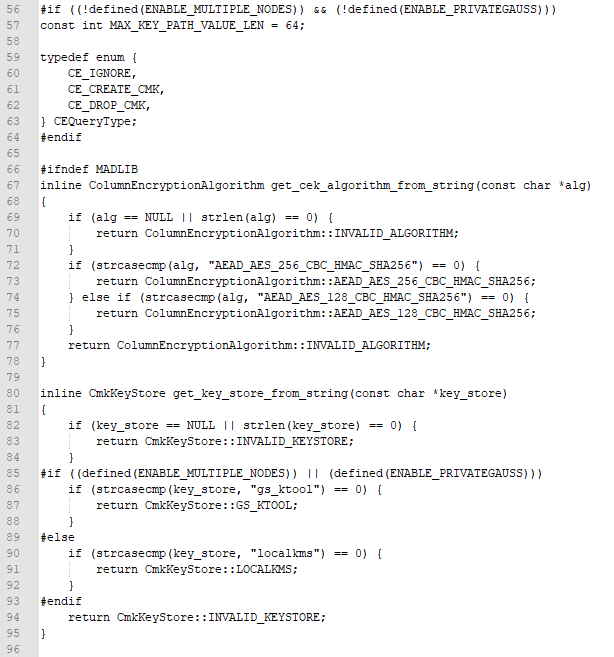 56 #if ((!defined(ENABLE_MULTIPLE_NODES)) && (!defined(ENABLE_PRIVATEGAUSS)))
57 const int MAX_KEY_PATH_VALUE_LEN = 64;
58
59 typedef enum {
60     CE_IGNORE,
61     CE_CREATE_CMK,
62     CE_DROP_CMK,
63 } CEQueryType;
64 #endif
65
66 #ifndef MADLIB
67 inline ColumnEncryptionAlgorithm get_cek_algorithm_from_string(const char *alg)
68 {
69     if (alg == NULL || strlen(alg) == 0) {
70         return ColumnEncryptionAlgorithm::INVALID_ALGORITHM;
71     }
72     if (strcasecmp(alg, "AEAD_AES_256_CBC_HMAC_SHA256") == 0) {
73         return ColumnEncryptionAlgorithm::AEAD_AES_256_CBC_HMAC_SHA256;
74     } else if (strcasecmp(alg, "AEAD_AES_128_CBC_HMAC_SHA256") == 0) {
75         return ColumnEncryptionAlgorithm::AEAD_AES_128_CBC_HMAC_SHA256;
76     }
77     return ColumnEncryptionAlgorithm::INVALID_ALGORITHM;
78 }
79
80 inline CmkKeyStore get_key_store_from_string(const char *key_store)
81 {
82     if (key_store == NULL || strlen(key_store) == 0) {
83         return CmkKeyStore::INVALID_KEYSTORE;
84     }
85 #if ((defined(ENABLE_MULTIPLE_NODES)) || (defined(ENABLE_PRIVATEGAUSS)))
86     if (strcasecmp(key_store, "gs_ktool") == 0) {
87         return CmkKeyStore::GS_KTOOL;
88     }
89 #else
90     if (strcasecmp(key_store, "localkms") == 0) {
91         return CmkKeyStore::LOCALKMS;
92     }
93 #endif
94     return CmkKeyStore::INVALID_KEYSTORE;
95 }
96